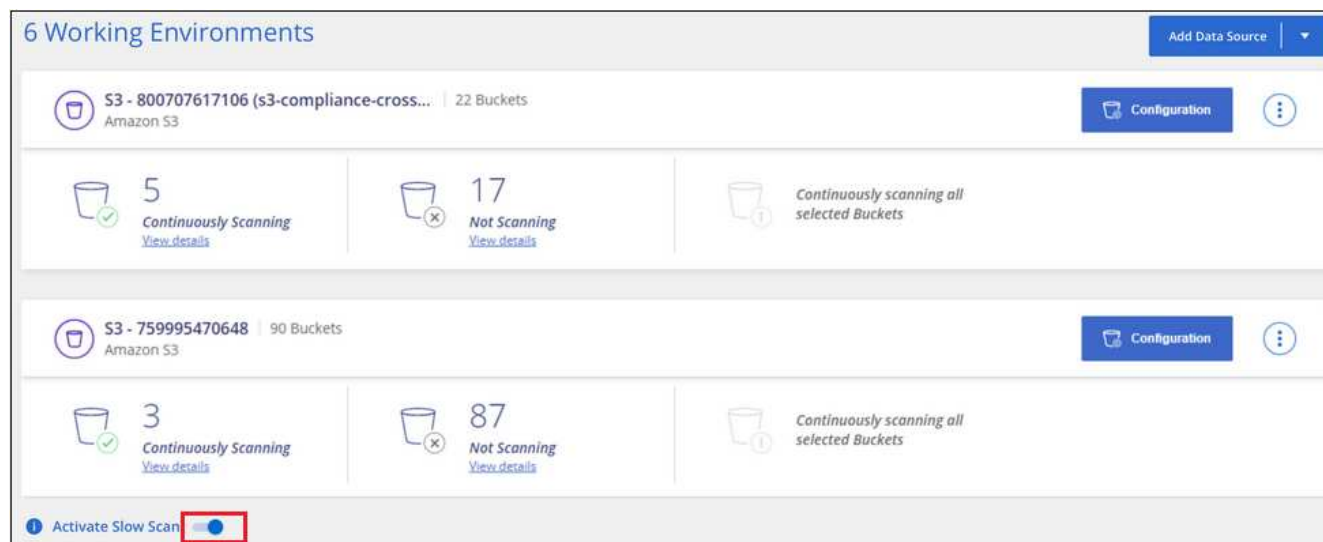 6 Working Environments
Add Data Source
S3 - 800707617106 (s3-compliance-cross... | 22 Buckets
Amazon S3
Configuration
5
Continuously Scanning
View details
17
Not Scanning
View details
Continuously scanning all
selected Buckets
S3 - 759995470648 | 90 Buckets
Amazon S3
Configuration
3
Continuously Scanning
View details
87
Not Scanning
View details
Continuously scanning all
selected Buckets
Activate Slow Scan